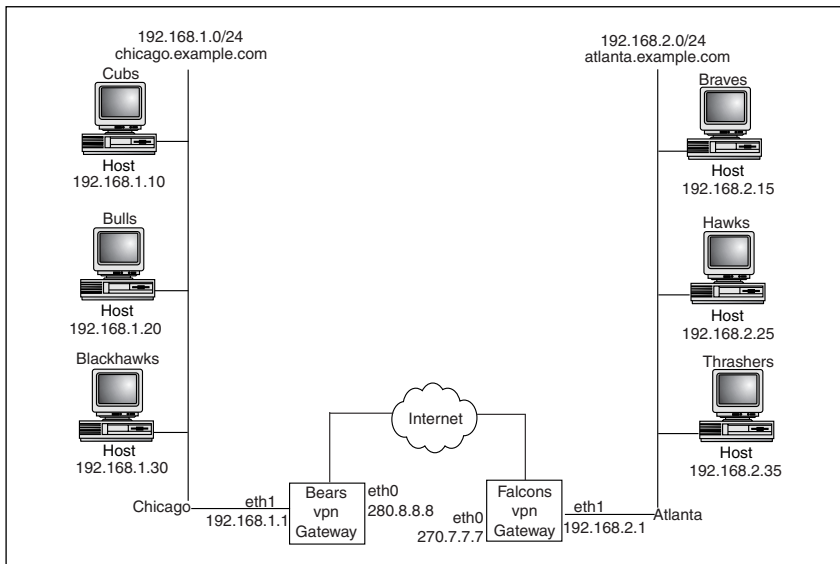 192.168.1.0/24
chicago.example.com
Cubs
Host
192.168.1.10
Bulls
Host
192.168.1.20
Blackhawks
Host
192.168.1.30
Chicago
eth1
192.168.1.1
Bears
vpn
Gateway
eth0
280.8.8.8
Internet
192.168.2.0/24
atlanta.example.com
Braves
Host
192.168.2.15
Hawks
Host
192.168.2.25
Thrashers
Host
192.168.2.35
eth0
270.7.7.7
Falcons
vpn
Gateway
eth1
192.168.2.1
Atlanta